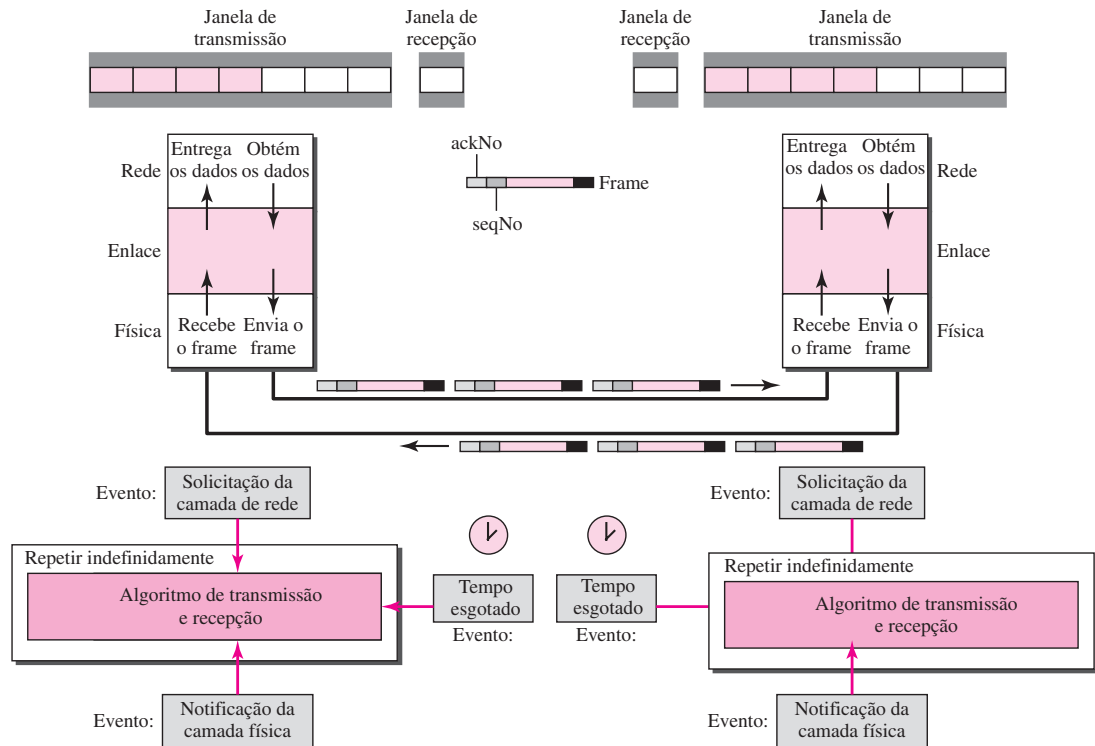 Janela de
transmissão
Janela de
recepção
Janela de
recepção
Janela de
transmissão
Rede
Entrega
os dados
Obtém
os dados
Enlace
Física
Recebe
o frame
Envia o
frame
ackNo
Frame
seqNo
Entrega
os dados
Obtém
os dados
Rede
Enlace
Recebe
o frame
Envia o
frame
Física
Evento:
Solicitação da
camada de rede
Repetir indefinidamente
Algoritmo de transmissão
e recepção
Tempo
esgotado
Evento:
Evento:
Notificação da
camada física
Evento:
Solicitação da
camada de rede
Tempo
esgotado
Evento:
Repetir indefinidamente
Algoritmo de transmissão
e recepção
Evento:
Notificação da
camada física